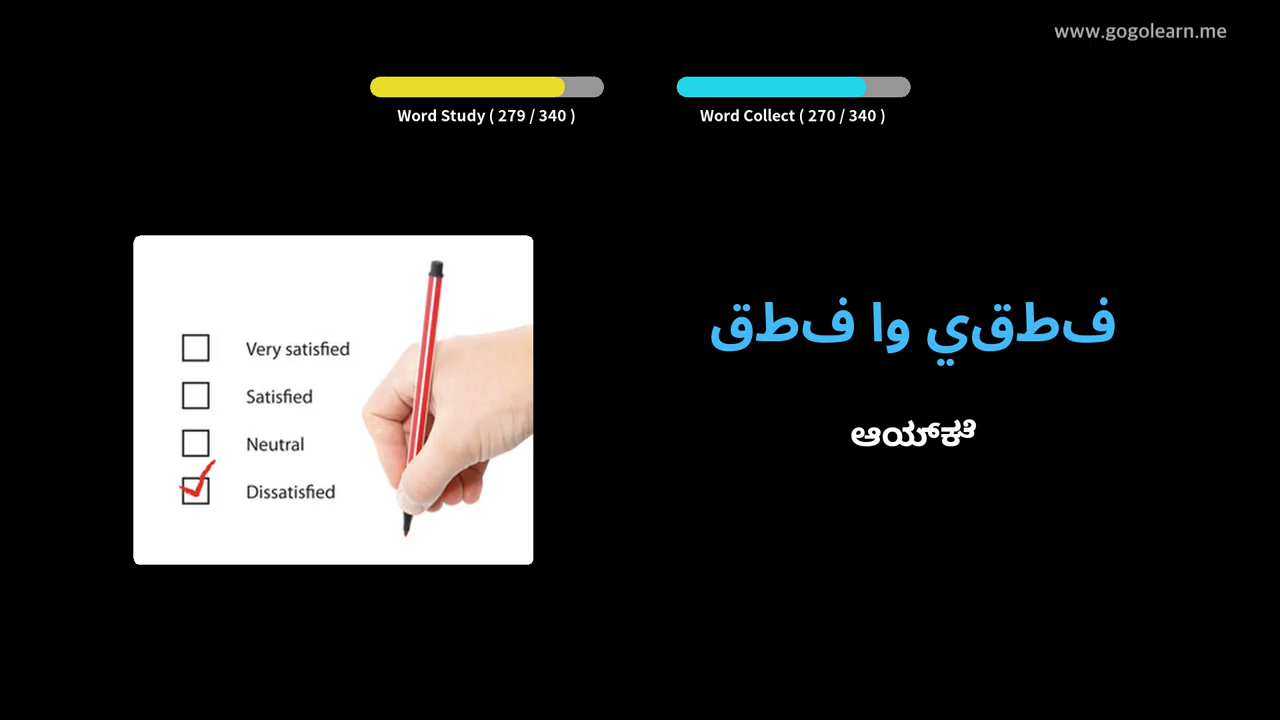 www.gogolearn.me
Word Study ( 279 / 340 )
Word Collect ( 270 / 340 )
Very satisfied
Satisfied
Neutral
Dissatisfied
فطقي وا فطق
ಆಯ್ಕೆ